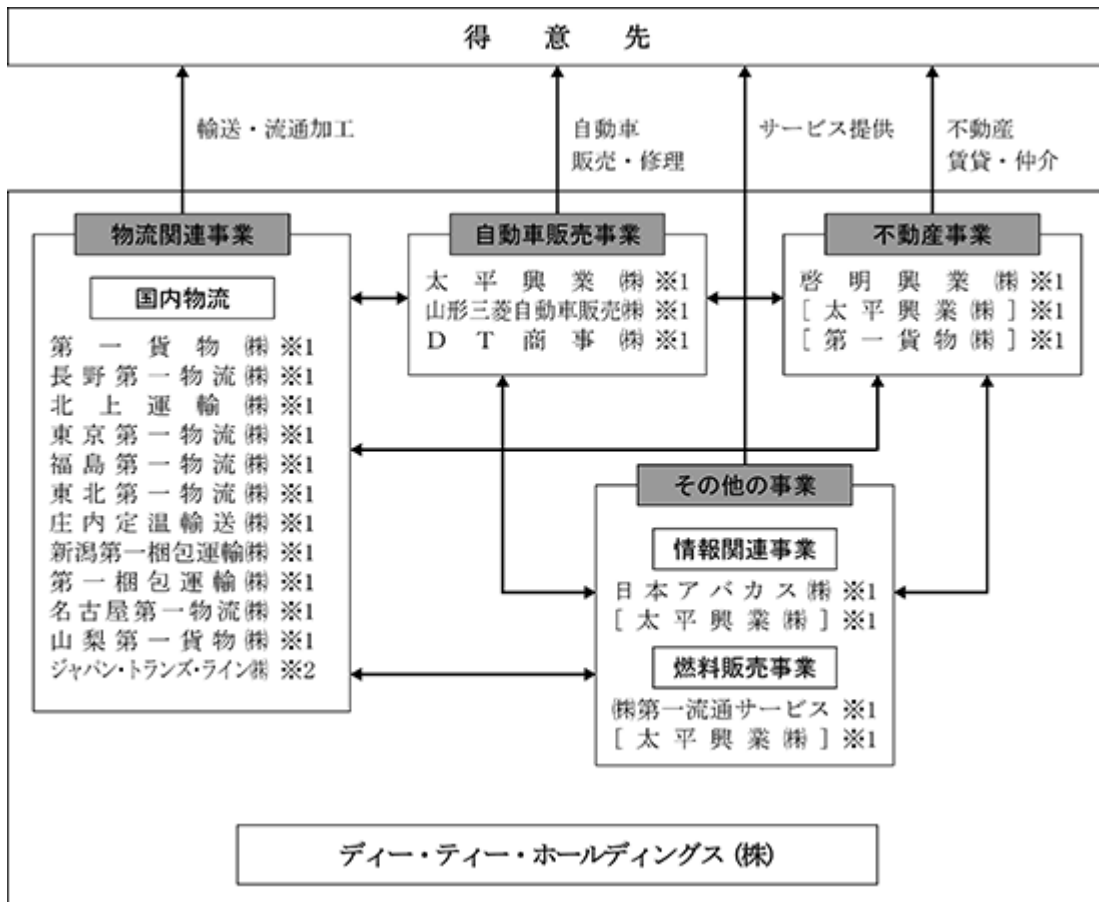 得意先
輸送・流通加工
自動車
販売・修理
サービス提供
不動産
賃貸・仲介
物流関連事業
国内物流
第一貨物㈱ ※1
長野第一物流㈱ ※1
北上運輸㈱ ※1
東京第一物流㈱ ※1
福島第一物流㈱ ※1
東北第一物流㈱ ※1
庄内定温輸送㈱ ※1
新潟第一梱包運輸㈱ ※1
第一梱包運輸㈱ ※1
名古屋第一物流㈱ ※1
山梨第一貨物㈱ ※1
ジャパン・トランズ・ライン㈱ ※2
自動車販売事業
太平興業㈱ ※1
山形三菱自動車販売㈱ ※1
DT商事㈱ ※1
不動産事業
啓明興業㈱ ※1
[太平興業㈱] ※1
[第一貨物㈱] ※1
その他の事業
情報関連事業
日本アバカス㈱ ※1
[太平興業㈱] ※1
燃料販売事業
㈱第一流通サービス ※1
[太平興業㈱] ※1
ディー・ティー・ホールディングス(株)